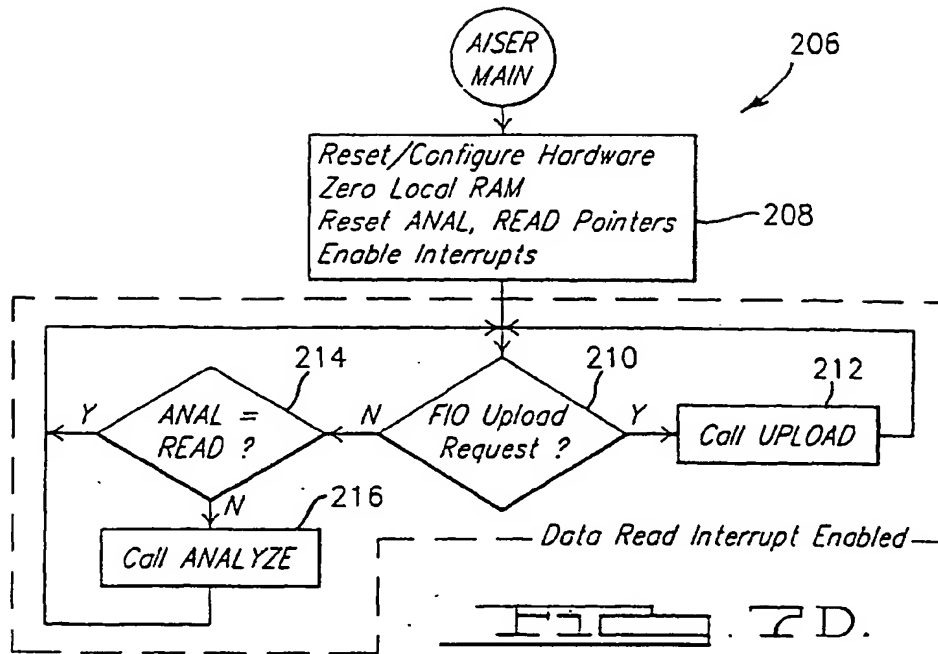 AISER
MAIN
206
Reset/Configure Hardware
Zero Local RAM
Reset ANAL, READ Pointers
Enable Interrupts
208
214
210
212
Y
ANAL =
READ ?
N
FIO Upload
Request ?
Y
Call UPLOAD
N
216
Call ANALYZE
Data Read Interrupt Enabled
FIG. 7D.